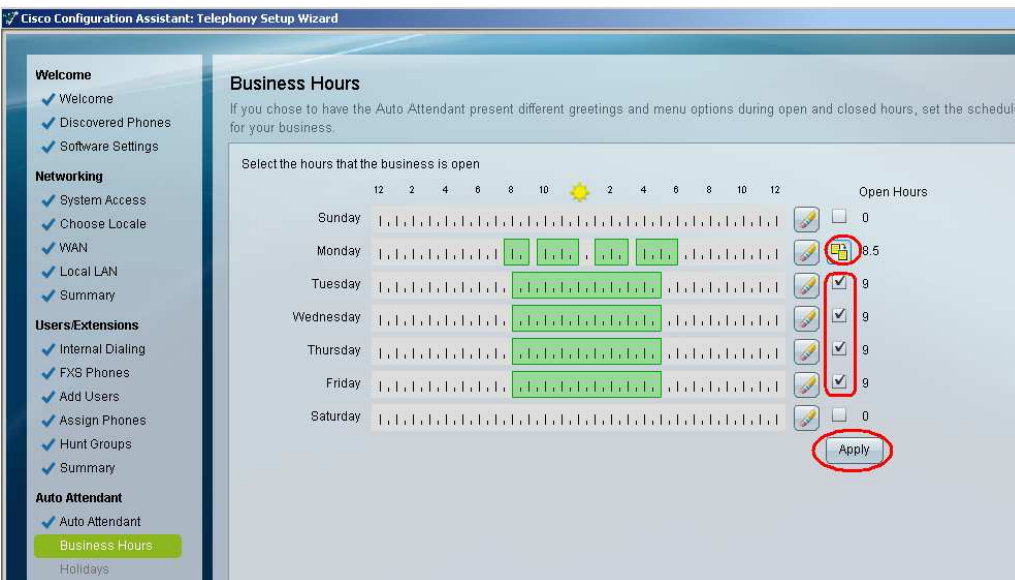 Cisco Configuration Assistant: Telephony Setup Wizard
Welcome
Welcome
Discovered Phones
Software Settings
Networking
System Access
Choose Locale
WAN
Local LAN
Summary
Users/Extensions
Internal Dialing
FXS Phones
Add Users
Assign Phones
Hunt Groups
Summary
Auto Attendant
Auto Attendant
Business Hours
Holidays
Business Hours
If you chose to have the Auto Attendant present different greetings and menu options during open and closed hours, set the schedul
for your business.
Select the hours that the business is open
12 2 4 6 8 10 2 4 6 8 10 12 Open Hours
Sunday 0
Monday 8.5
Tuesday 9
Wednesday 9
Thursday 9
Friday 9
Saturday 0
Apply